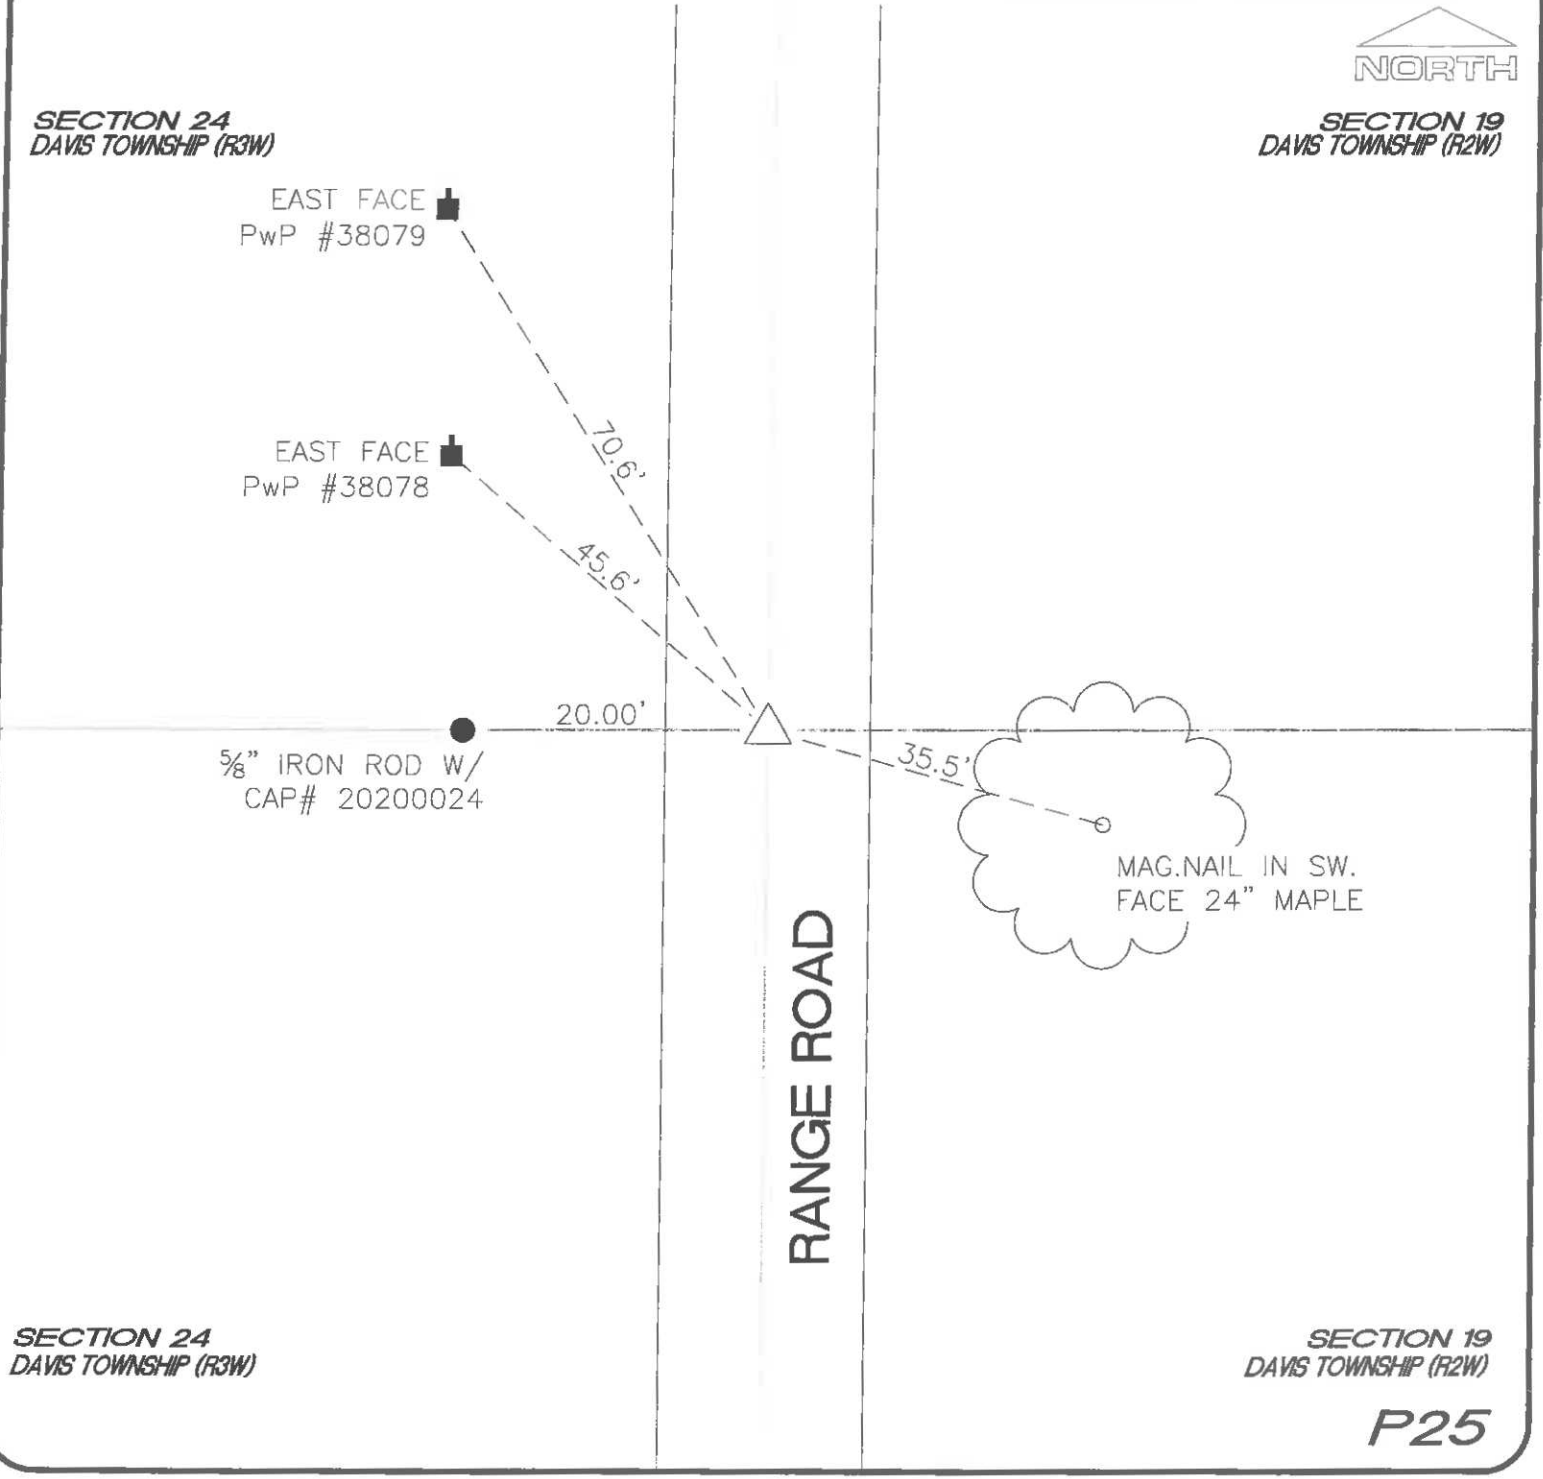 NORTH
SECTION 24
DAVIS TOWNSHIP (R3W)
SECTION 19
DAVIS TOWNSHIP (R2W)
EAST FACE
PwP #38079
70.6'
EAST FACE
PwP #38078
45.6'
20.00'
⅝" IRON ROD W/
CAP# 20200024
35.5'
MAG.NAIL IN SW.
FACE 24" MAPLE
RANGE ROAD
SECTION 24
DAVIS TOWNSHIP (R3W)
SECTION 19
DAVIS TOWNSHIP (R2W)
P25